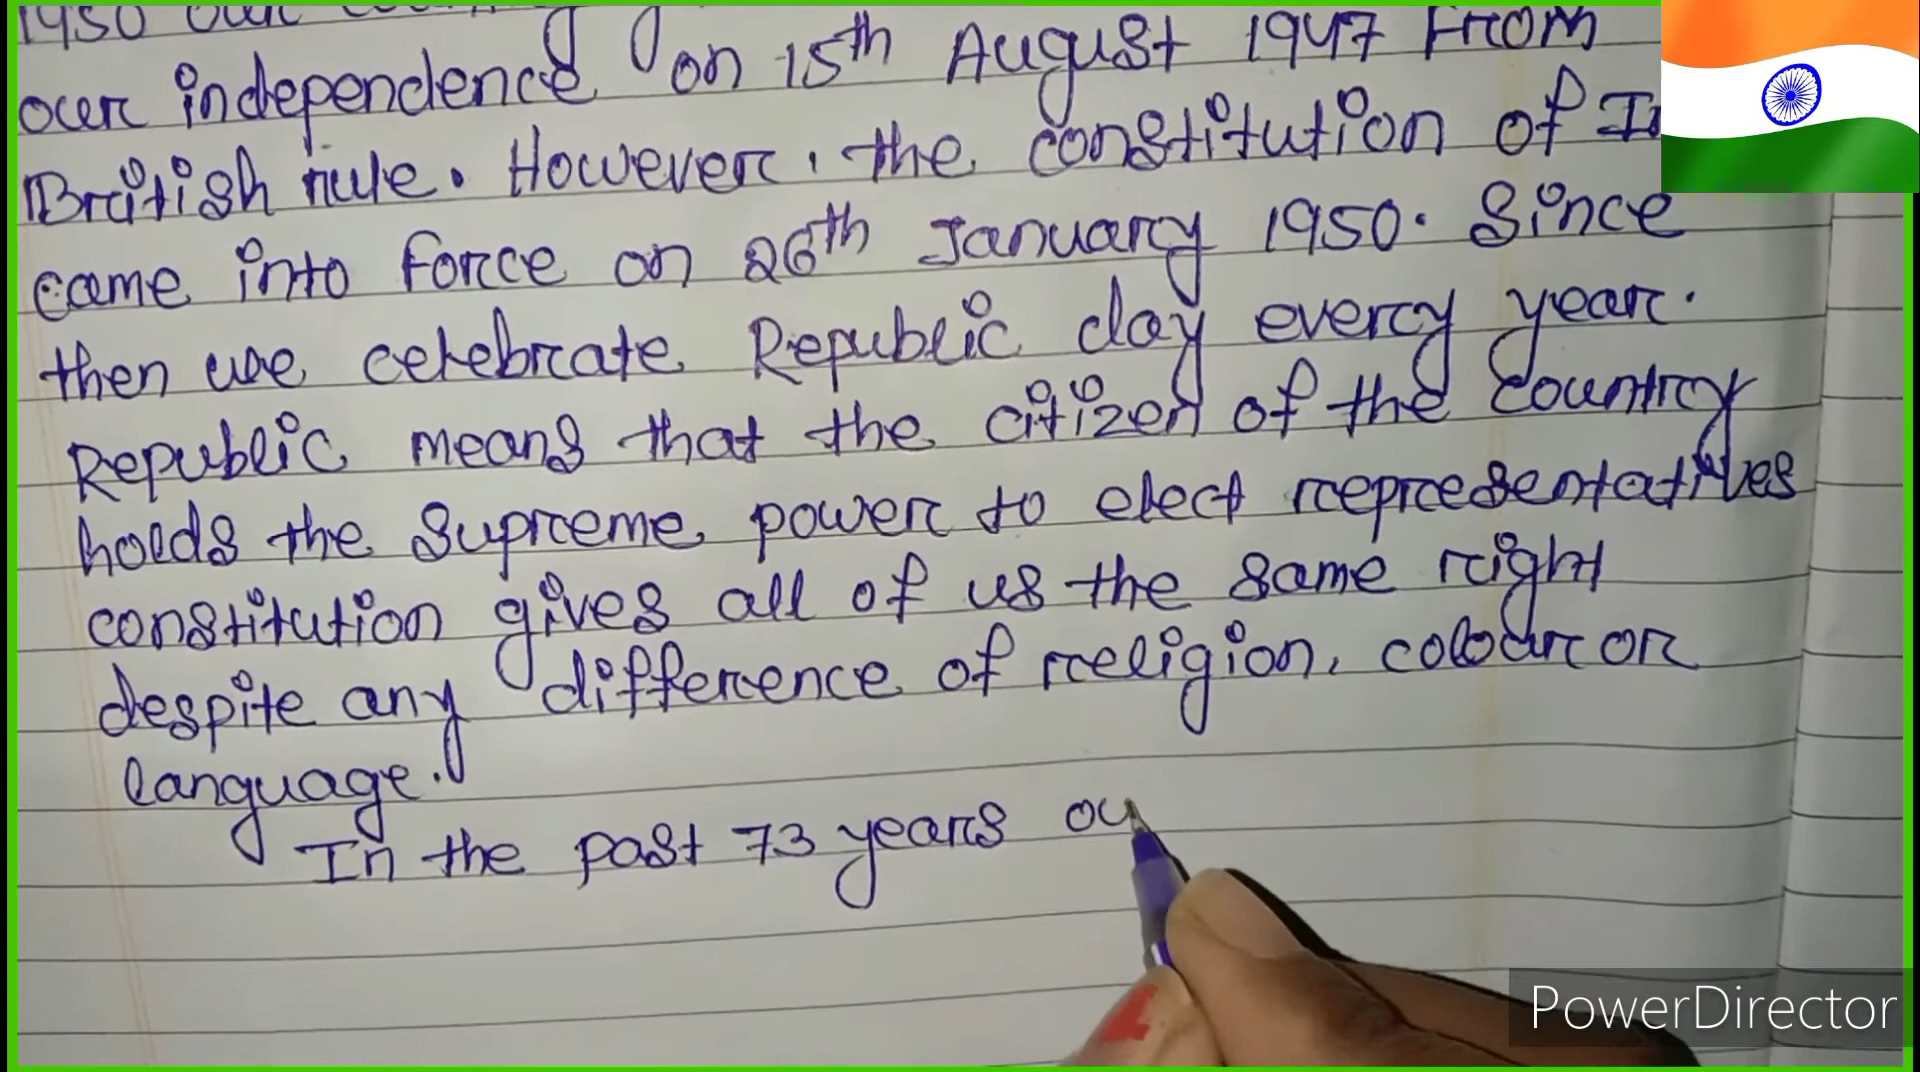 1950 our country
our independence on 15th August 1947 From
British rule. However, the constitution of
came into force on 26th January 1950. Since
then we celebrate Republic day every year.
Republic means that the citizen of the country
holds the supreme power to elect representatives
constitution gives all of us the same right
despite any difference of religion, colour or
language.
In the past 73 years ou
PowerDirector